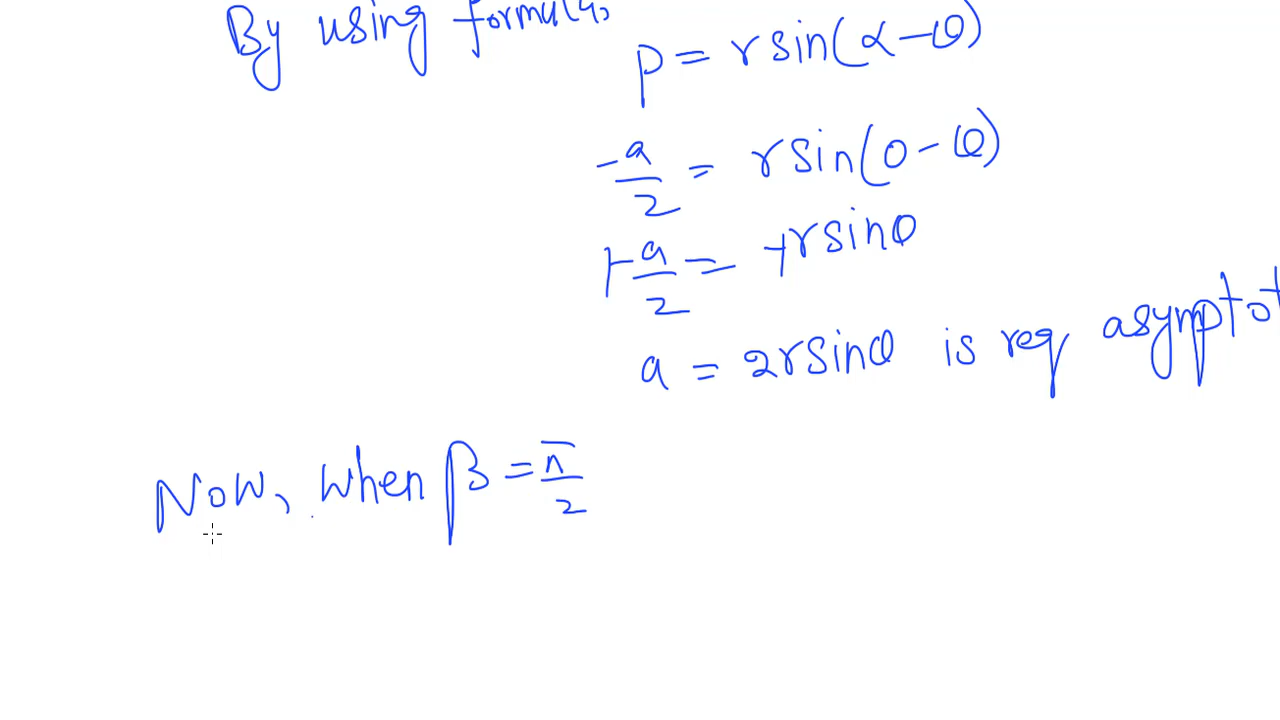 By using formula,
p = r sin(α-θ)
-a/2 = r sin(0-θ)
+a/2 = +r sinθ
a = 2r sinθ is req asymptot
Now, when β = π/2